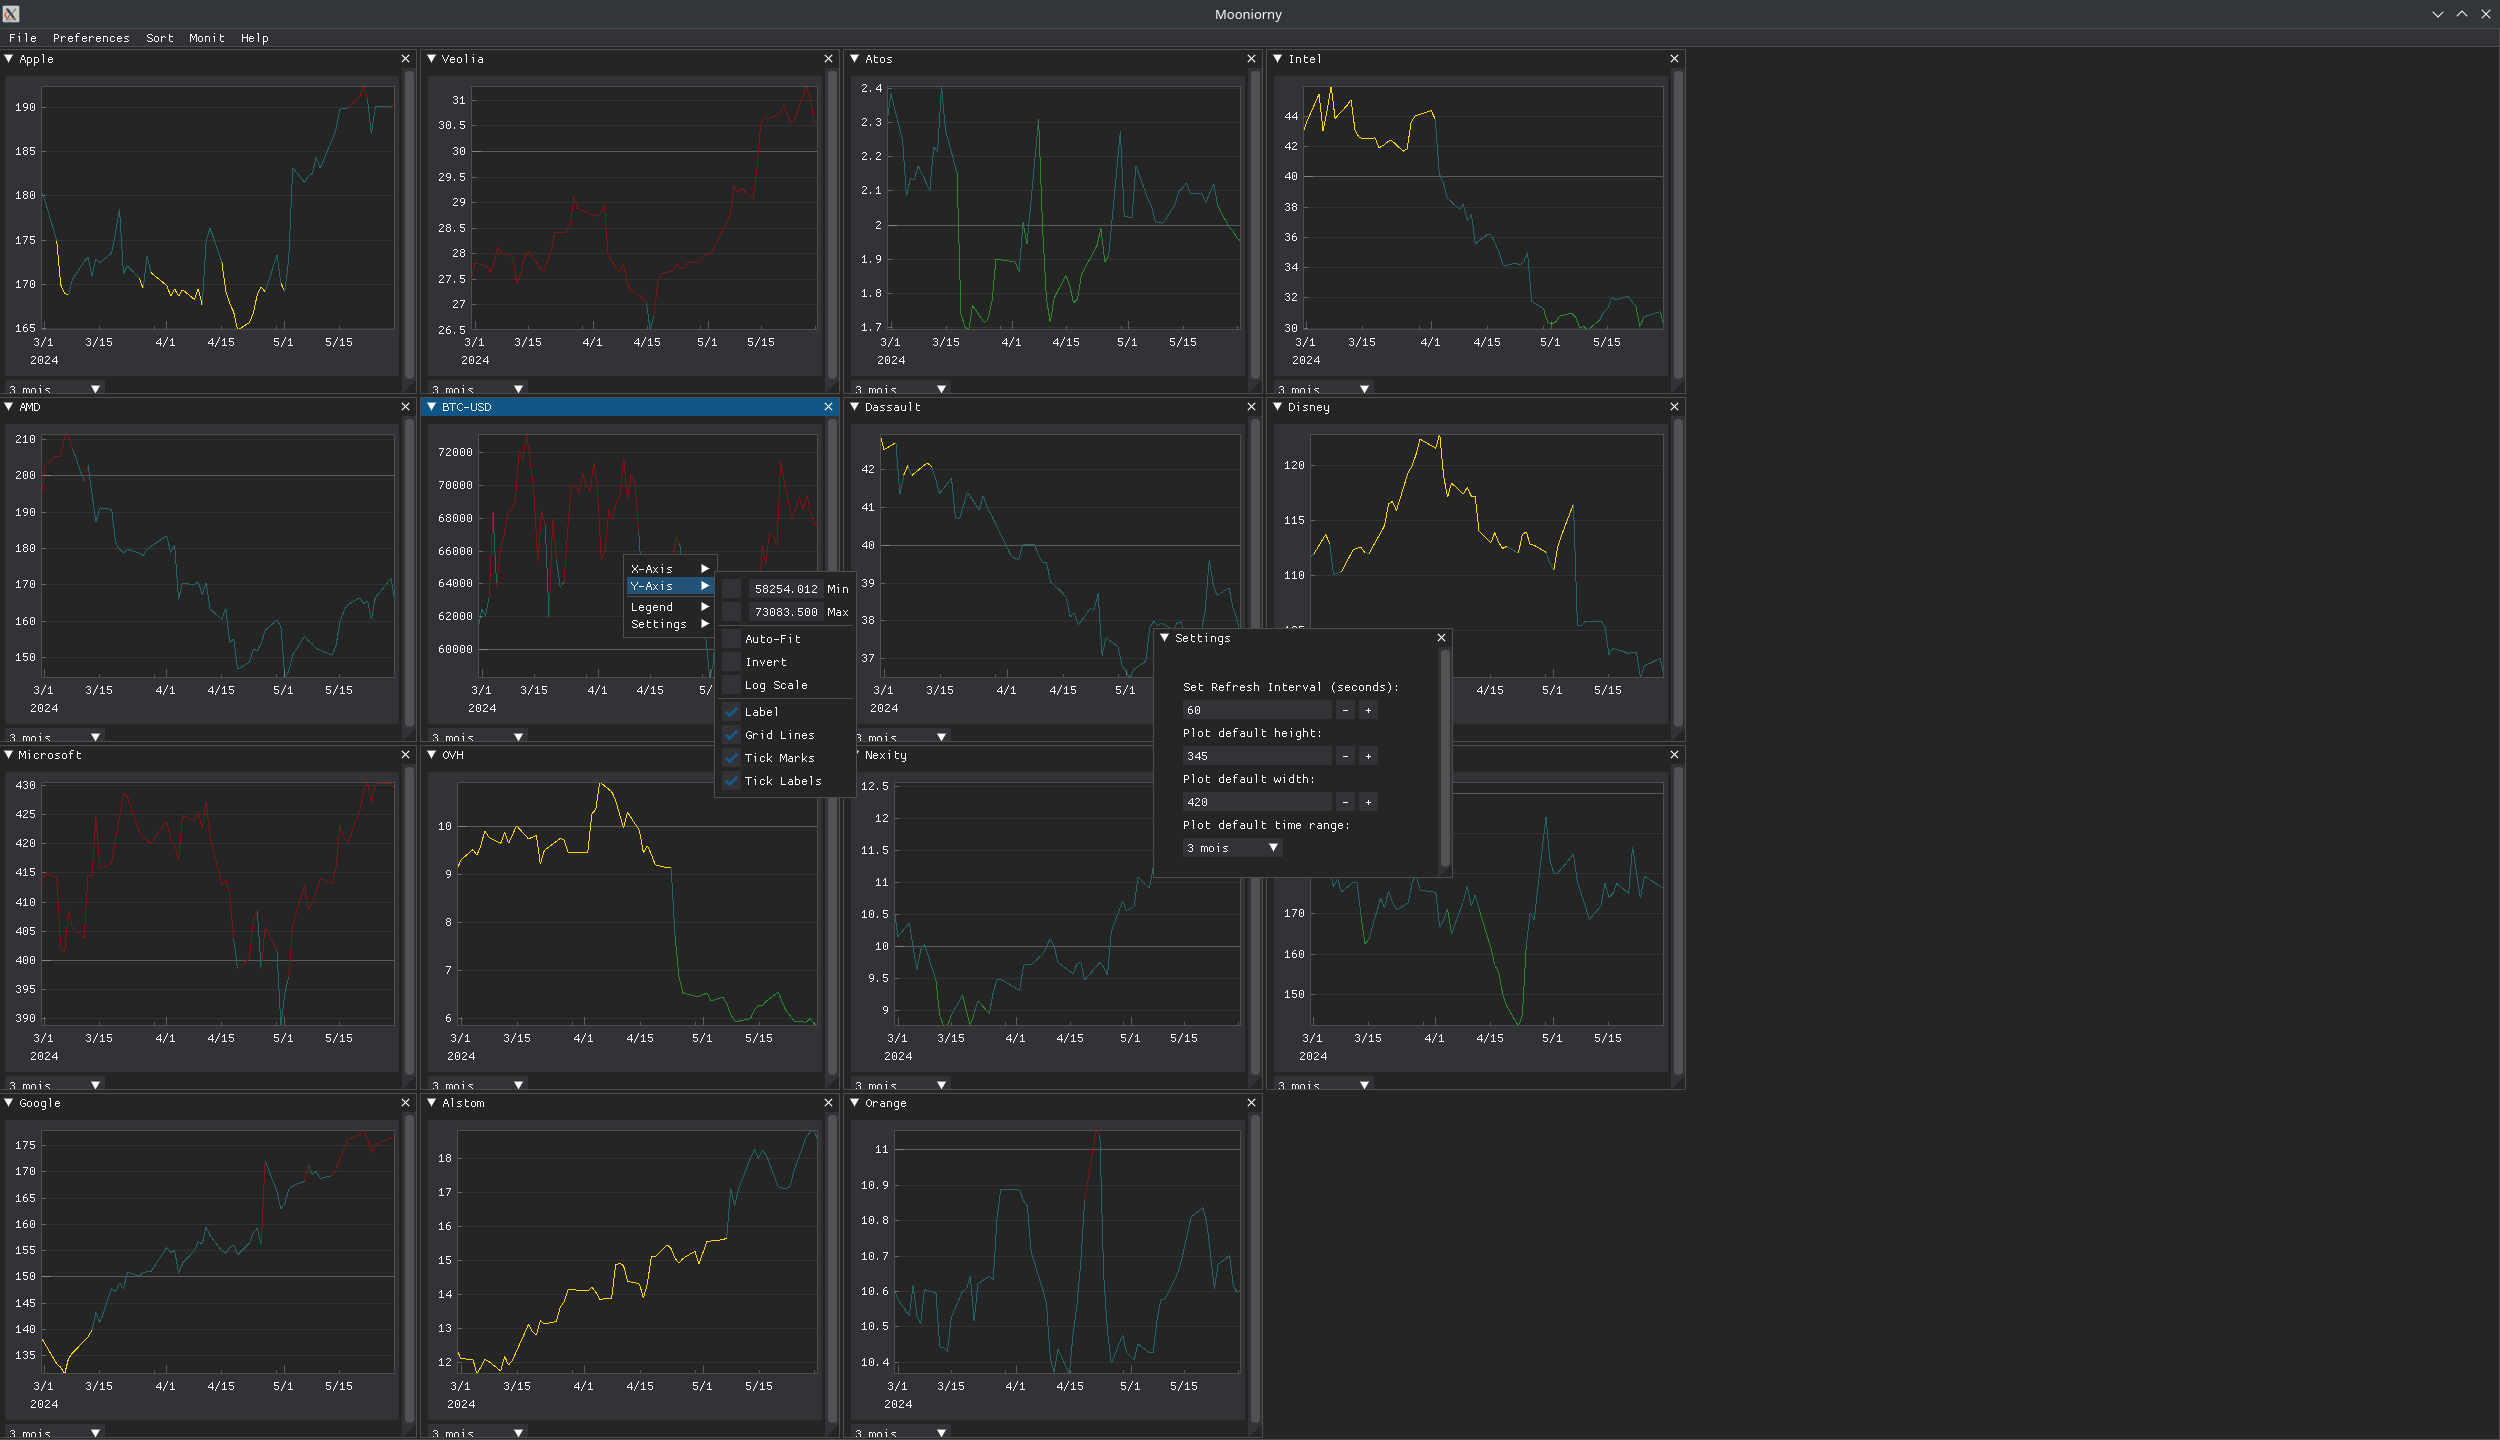 Mooniorny
File Preferences Sort Monit Help
Apple
190
185
180
175
170
165
3/1 3/15 4/1 4/15 5/1 5/15
2024
3 mois
Veolia
31
30.5
30
29.5
29
28.5
28
27.5
27
26.5
3/1 3/15 4/1 4/15 5/1 5/15
2024
3 mois
Atos
2.4
2.3
2.2
2.1
2
1.9
1.8
1.7
3/1 3/15 4/1 4/15 5/1 5/15
2024
3 mois
Intel
44
42
40
38
36
34
32
30
3/1 3/15 4/1 4/15 5/1 5/15
2024
3 mois
AMD
210
200
190
180
170
160
150
3/1 3/15 4/1 4/15 5/1 5/15
2024
3 mois
BTC-USD
72000
70000
68000
66000
64000
62000
60000
3/1 3/15 4/1 4/15 5/
2024
3 mois
X-Axis
Y-Axis
Legend
Settings
58254.012 Min
73083.500 Max
Auto-Fit
Invert
Log Scale
Label
Grid Lines
Tick Marks
Tick Labels
Dassault
42
41
40
39
38
37
3/1 3/15 4/1 4/15 5/1
2024
3 mois
Disney
120
115
110
4/15 5/1 5/15
Settings
Set Refresh Interval (seconds):
60 - +
Plot default height:
345 - +
Plot default width:
420 - +
Plot default time range:
3 mois
Microsoft
430
425
420
415
410
405
400
395
390
3/1 3/15 4/1 4/15 5/1 5/15
2024
3 mois
OVH
10
9
8
7
6
3/1 3/15 4/1 4/15 5/1 5/15
2024
3 mois
Nexity
12.5
12
11.5
11
10.5
10
9.5
9
3/1 3/15 4/1 4/15 5/1 5/15
2024
3 mois
170
160
150
3/1 3/15 4/1 4/15 5/1 5/15
2024
3 mois
Google
175
170
165
160
155
150
145
140
135
3/1 3/15 4/1 4/15 5/1 5/15
2024
3 mois
Alstom
18
17
16
15
14
13
12
3/1 3/15 4/1 4/15 5/1 5/15
2024
3 mois
Orange
11
10.9
10.8
10.7
10.6
10.5
10.4
3/1 3/15 4/1 4/15 5/1 5/15
2024
3 mois